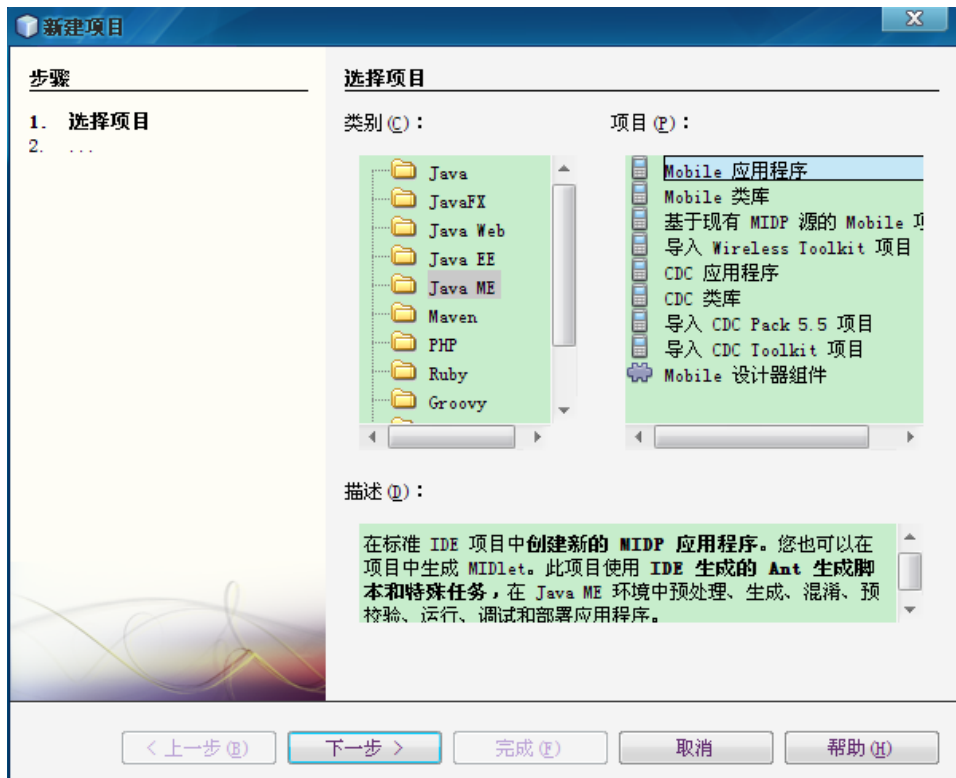 新建项目
步骤
1. 选择项目
2. ...
选择项目
类别(C):
Java
JavaFX
Java Web
Java EE
Java ME
Maven
PHP
Ruby
Groovy
项目(P):
Mobile 应用程序
Mobile 类库
基于现有 MIDP 源的 Mobile
导入 Wireless Toolkit 项目
CDC 应用程序
CDC 类库
导入 CDC Pack 5.5 项目
导入 CDC Toolkit 项目
Mobile 设计器组件
描述(D):
在标准 IDE 项目中创建新的 MIDP 应用程序。您也可以在
项目中生成 MIDlet。此项目使用 IDE 生成的 Ant 生成脚
本和特殊任务,在 Java ME 环境中预处理、生成、混淆、预
校验、运行、调试和部署应用程序。
< 上一步(B)
下一步 >
完成(F)
取消
帮助(H)